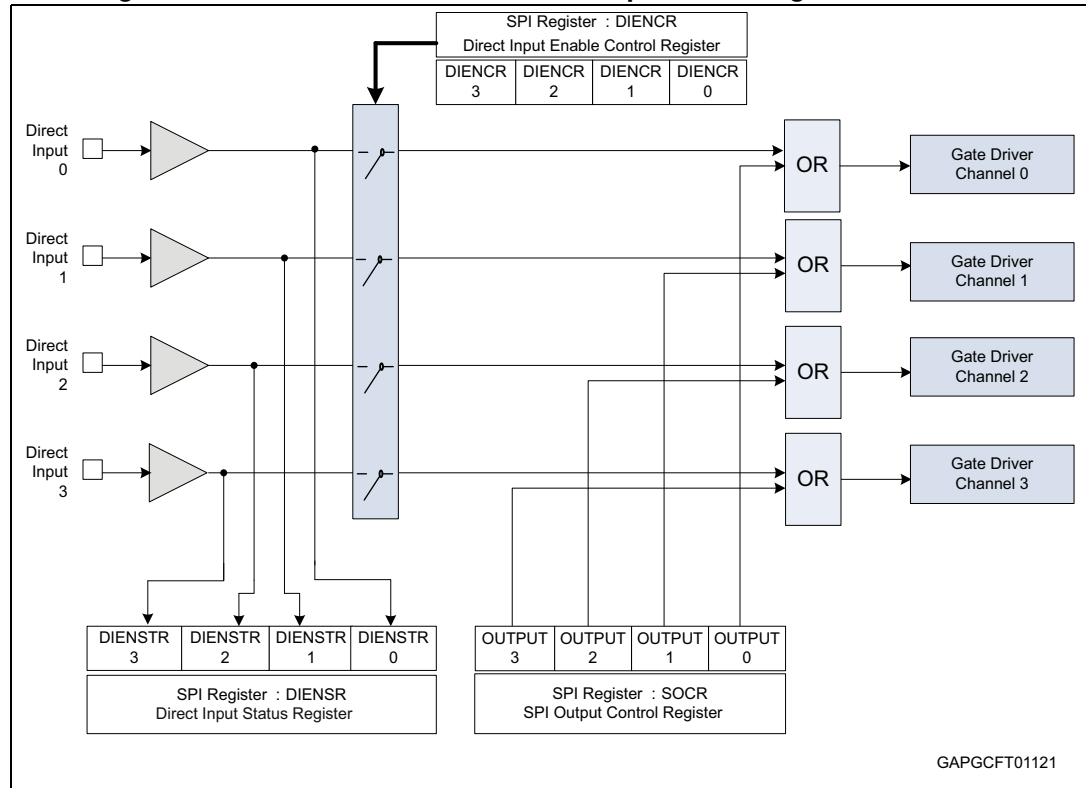 SPI Register : DIENCR
Direct Input Enable Control Register
DIENCR DIENCR DIENCR DIENCR
3 2 1 0
Direct
Input
0
OR
Gate Driver
Channel 0
Direct
Input
1
OR
Gate Driver
Channel 1
Direct
Input
2
OR
Gate Driver
Channel 2
Direct
Input
3
OR
Gate Driver
Channel 3
DIENSTR DIENSTR DIENSTR DIENSTR
3 2 1 0
SPI Register : DIENSR
Direct Input Status Register
OUTPUT OUTPUT OUTPUT OUTPUT
3 2 1 0
SPI Register : SOCR
SPI Output Control Register
GAPGCFT01121